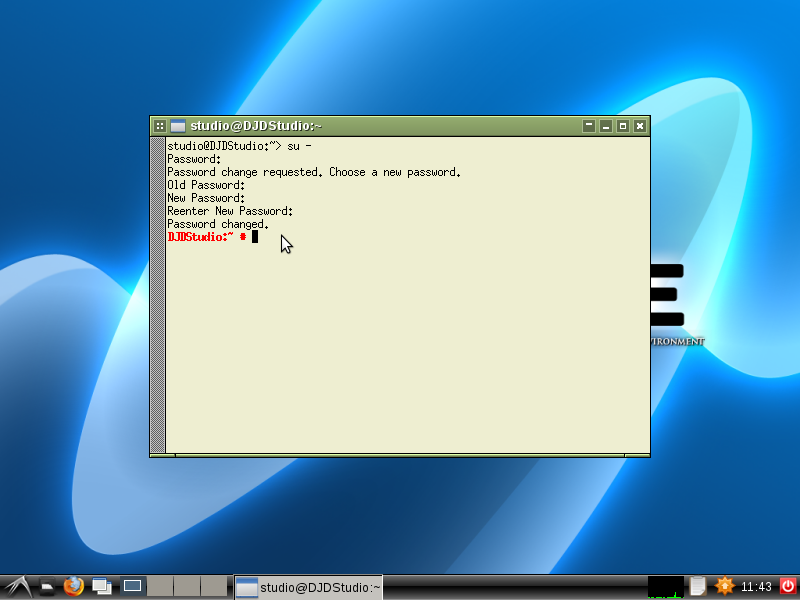 studio@DJDStudio:~
studio@DJDStudio:~> su -
Password:
Password change requested. Choose a new password.
Old Password:
New Password:
Reenter New Password:
Password changed.
DJDStudio:~ #
E
studio@DJDStudio:~
11:43